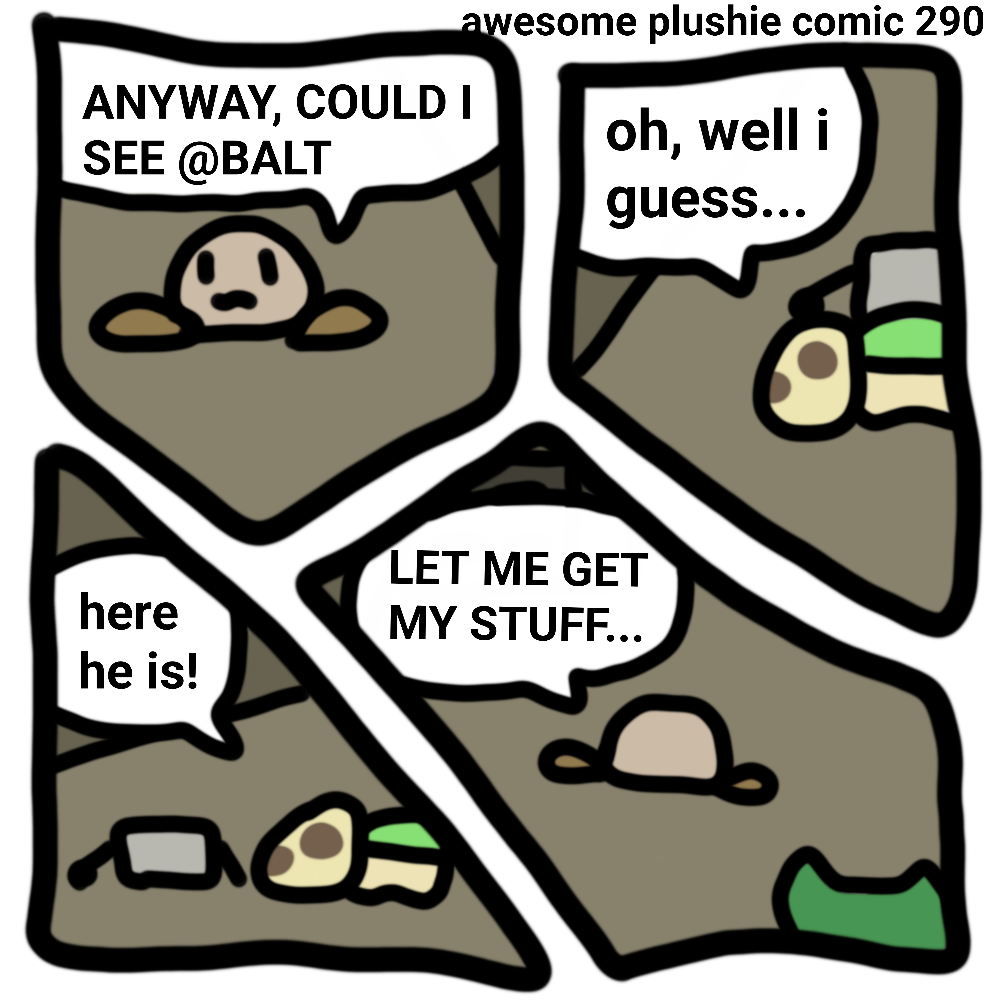 awesome plushie comic 290
ANYWAY, COULD I
SEE @BALT
oh, well i
guess...
here
he is!
LET ME GET
MY STUFF...